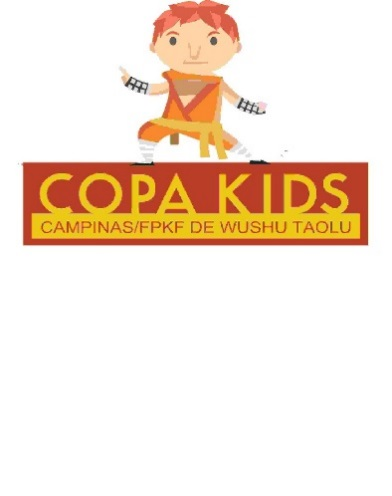 COPA KIDS
CAMPINAS/FPKF DE WUSHU TAOLU